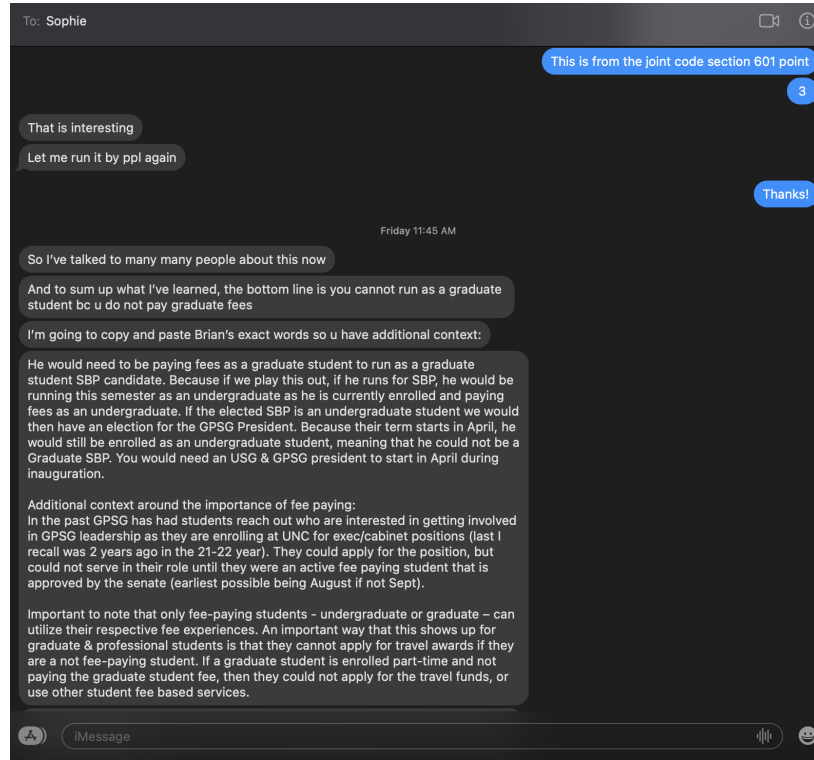 To: Sophie
This is from the joint code section 601 point
3
That is interesting
Let me run it by ppl again
Thanks!
Friday 11:45 AM
So I've talked to many many people about this now
And to sum up what I've learned, the bottom line is you cannot run as a graduate
student bc u do not pay graduate fees
I'm going to copy and paste Brian's exact words so u have additional context:
He would need to be paying fees as a graduate student to run as a graduate
student SBP candidate. Because if we play this out, if he runs for SBP, he would be
running this semester as an undergraduate as he is currently enrolled and paying
fees as an undergraduate. If the elected SBP is an undergraduate student we would
then have an election for the GPSG President. Because their term starts in April, he
would still be enrolled as an undergraduate student, meaning that he could not be a
Graduate SBP. You would need an USG & GPSG president to start in April during
inauguration.
Additional context around the importance of fee paying:
In the past GPSG has had students reach out who are interested in getting involved
in GPSG leadership as they are enrolling at UNC for exec/cabinet positions (last I
recall was 2 years ago in the 21-22 year). They could apply for the position, but
could not serve in their role until they were an active fee paying student that is
approved by the senate (earliest possible being August if not Sept).
Important to note that only fee-paying students - undergraduate or graduate – can
utilize their respective fee experiences. An important way that this shows up for
graduate & professional students is that they cannot apply for travel awards if they
are a not fee-paying student. If a graduate student is enrolled part-time and not
paying the graduate student fee, then they could not apply for the travel funds, or
use other student fee based services.
iMessage